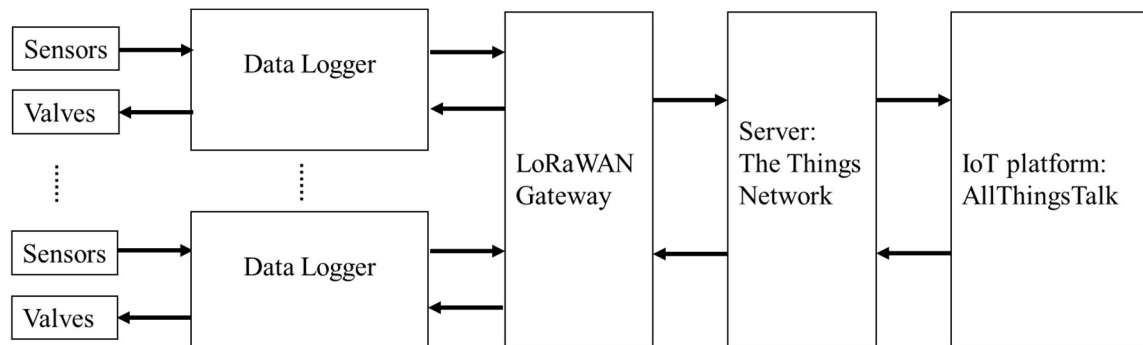 Sensors
Data Logger
Valves
LoRaWAN
Gateway
Server:
The Things
Network
IoT platform:
AllThingsTalk
Sensors
Data Logger
Valves